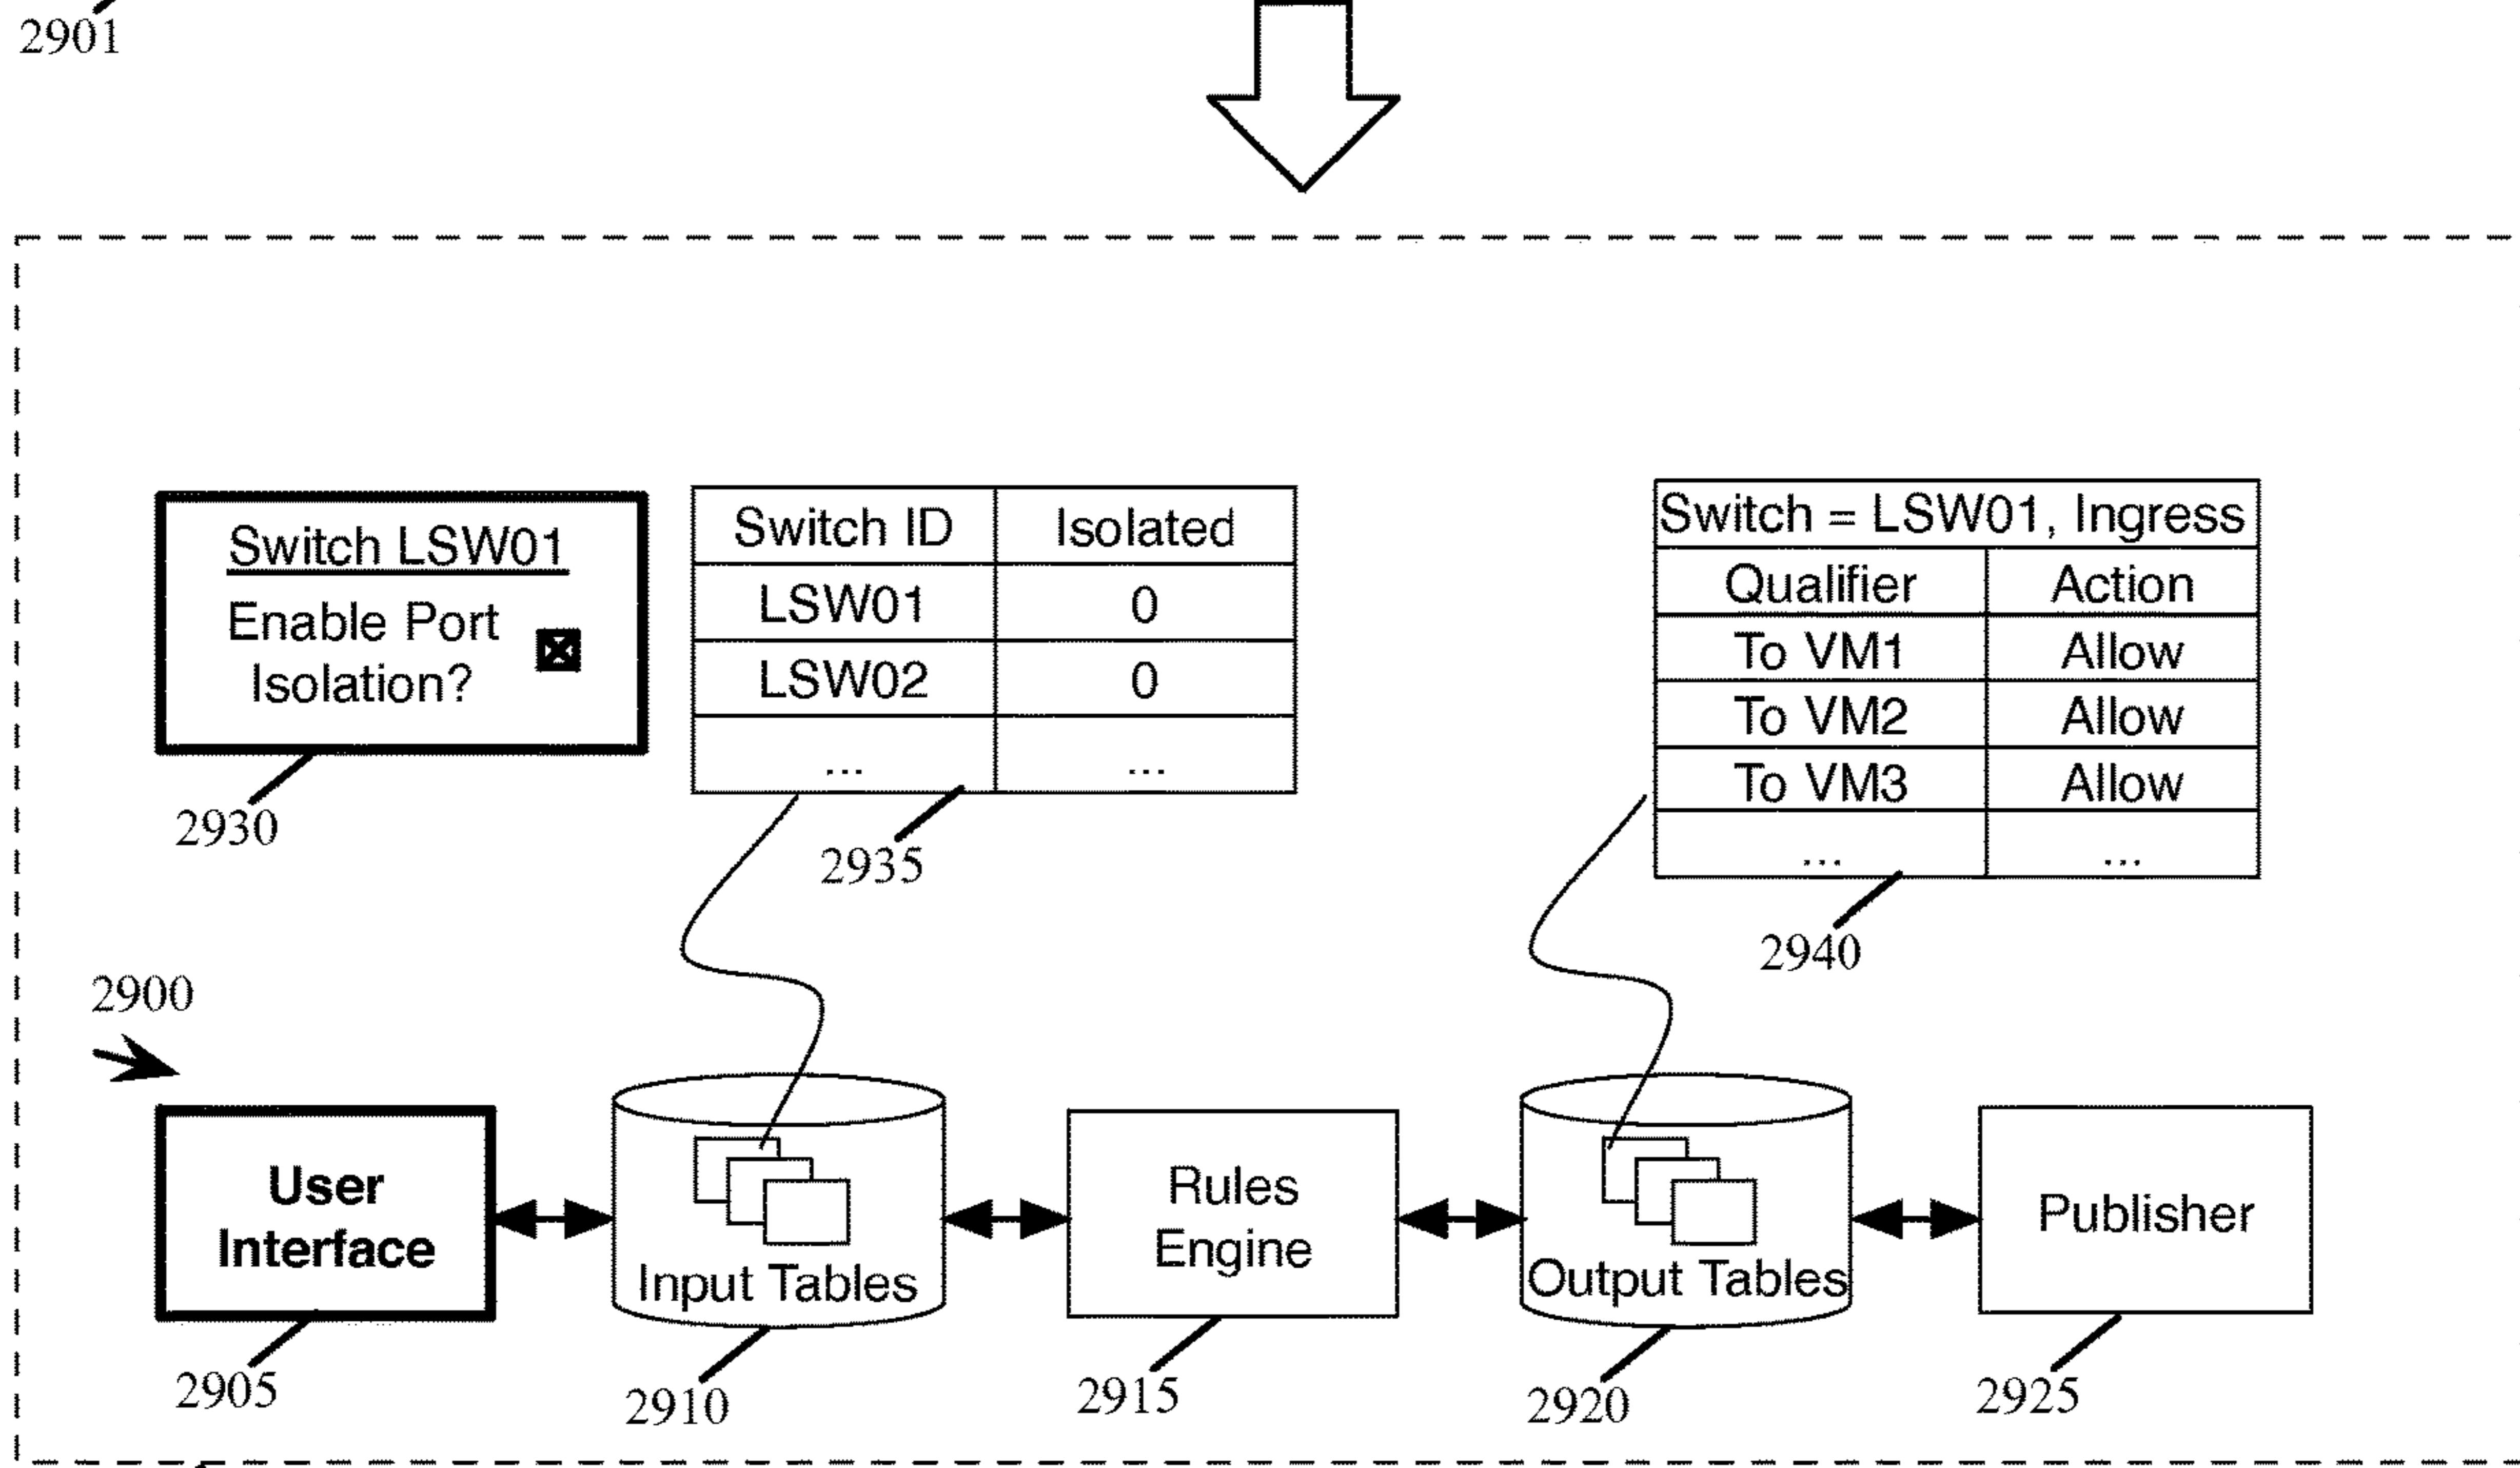 2901
Switch LSW01
Enable Port
Isolation?
2930
Switch ID Isolated
LSW01 0
LSW02 0
... ...
2935
Switch = LSW01, Ingress
Qualifier Action
To VM1 Allow
To VM2 Allow
To VM3 Allow
... ...
2940
2900
User
Interface
2905
Input Tables
2910
Rules
Engine
2915
Output Tables
2920
Publisher
2925